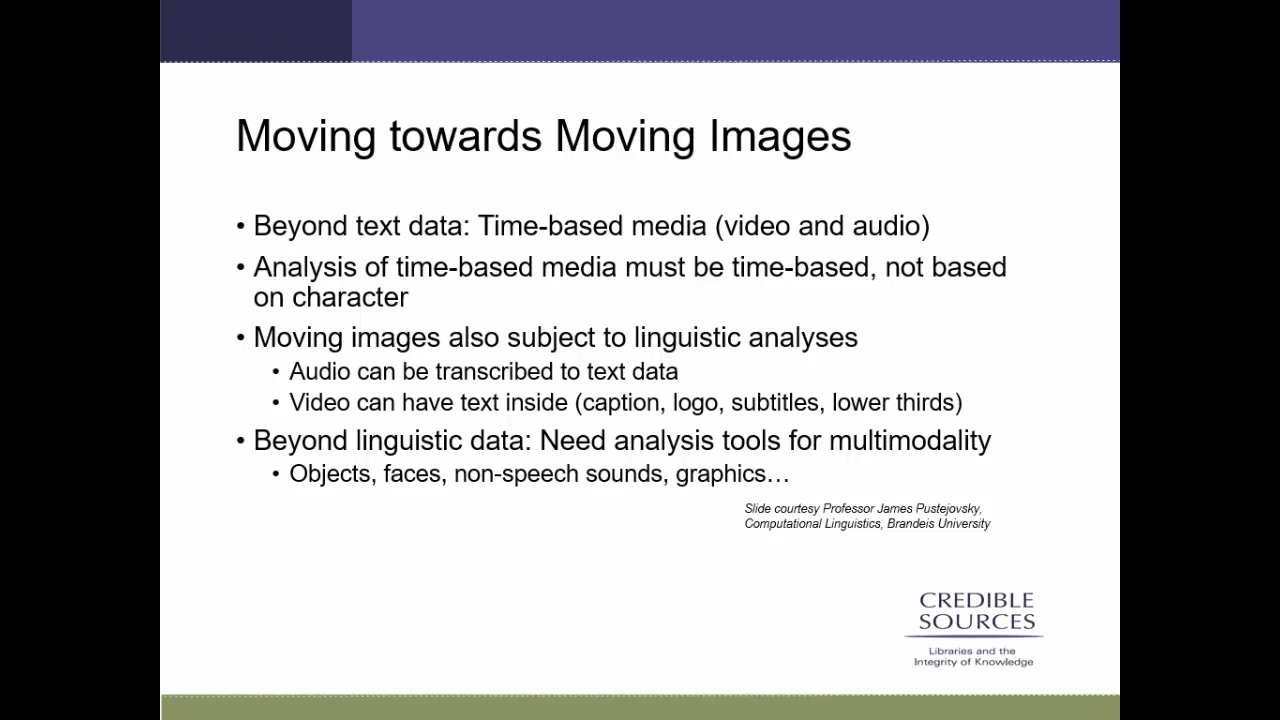 Moving towards Moving Images
• Beyond text data: Time-based media (video and audio)
• Analysis of time-based media must be time-based, not based
on character
• Moving images also subject to linguistic analyses
• Audio can be transcribed to text data
• Video can have text inside (caption, logo, subtitles, lower thirds)
• Beyond linguistic data: Need analysis tools for multimodality
• Objects, faces, non-speech sounds, graphics…
Slide courtesy Professor James Pustejovsky,
Computational Linguistics, Brandeis University
CREDIBLE
SOURCES
Libraries and the
Integrity of Knowledge